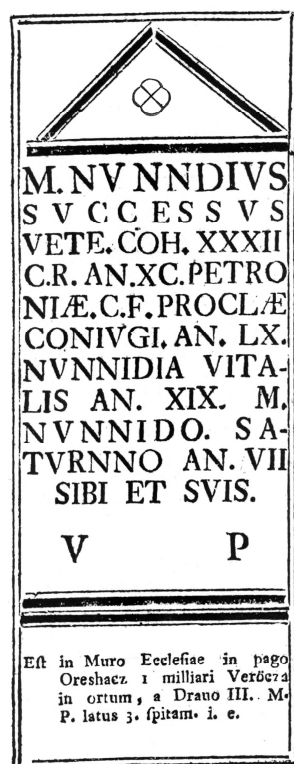 M. NVNNDIVS
SVCCESSVS
VETE. COH. XXXII
C.R. AN. XC. PETRO
NIÆ. C.F. PROCLÆ
CONIVGI. AN. LX.
NVNNIDIA VITA-
LIS AN. XIX. M.
NVNNIDO. SA-
TVRNNO AN. VII
SIBI ET SVIS.
V P
Eſt in Muro Eccleſiae in pago
Oreshacz 1 milliari Veröcza
in ortum, a Drauo III. M.
P. latus 3. ſpitam. i. e.